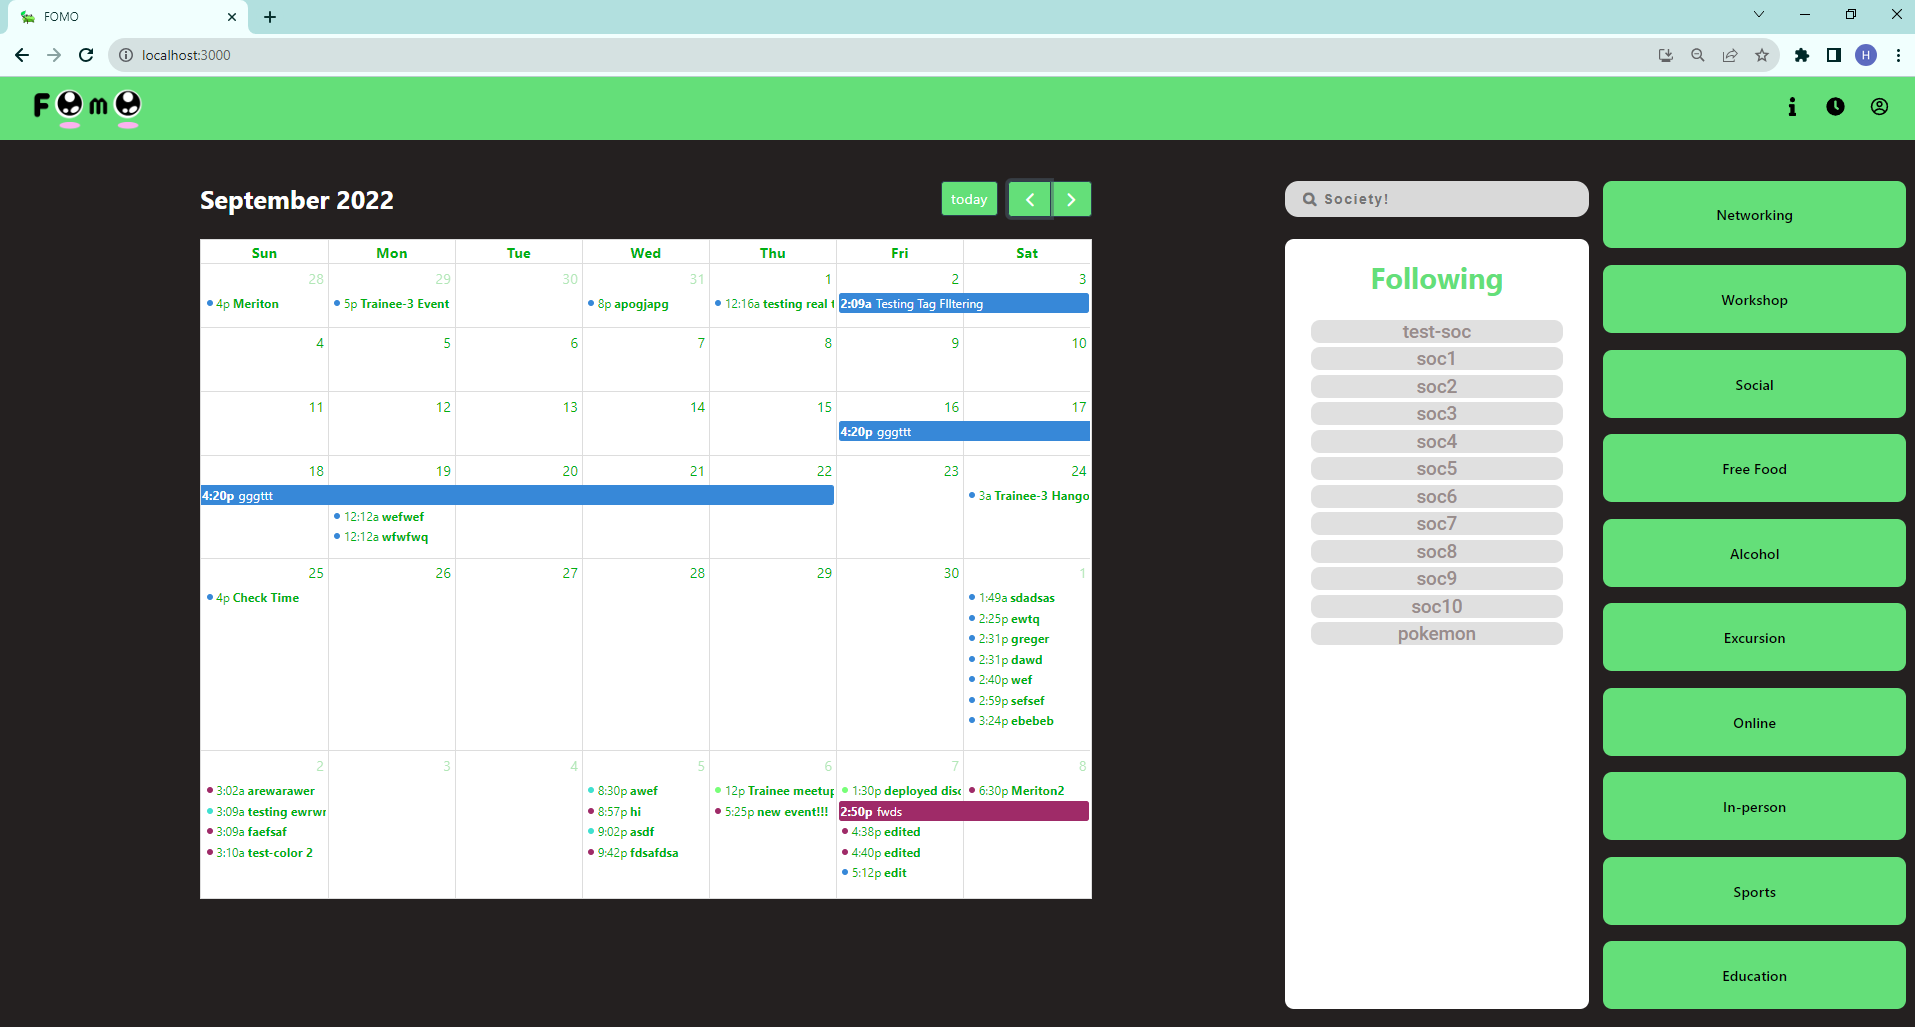 FOMO
localhost:3000
H
Fomo
September 2022
today
Society!
Sun Mon Tue Wed Thu Fri Sat
28 29 30 31 1 2 3
4p Meriton
5p Trainee-3 Event
8p apogjapg
12:16a testing real t
2:09a Testing Tag FIltering
4 5 6 7 8 9 10
11 12 13 14 15 16 17
4:20p gggttt
18 19 20 21 22 23 24
4:20p gggttt
3a Trainee-3 Hango
12:12a wefwef
12:12a wfwfwq
25 26 27 28 29 30 1
4p Check Time
1:49a sdadsas
2:25p ewtq
2:31p greger
2:31p dawd
2:40p wef
2:59p sefsef
3:24p ebebeb
2 3 4 5 6 7 8
3:02a arewarawer
3:09a testing ewrwr
3:09a faefsaf
3:10a test-color 2
8:30p awef
8:57p hi
9:02p asdf
9:42p fdsafdsa
12p Trainee meetup
5:25p new event!!!
1:30p deployed disc
2:50p fwds
4:38p edited
4:40p edited
5:12p edit
6:30p Meriton2
Following
test-soc
soc1
soc2
soc3
soc4
soc5
soc6
soc7
soc8
soc9
soc10
pokemon
Networking
Workshop
Social
Free Food
Alcohol
Excursion
Online
In-person
Sports
Education